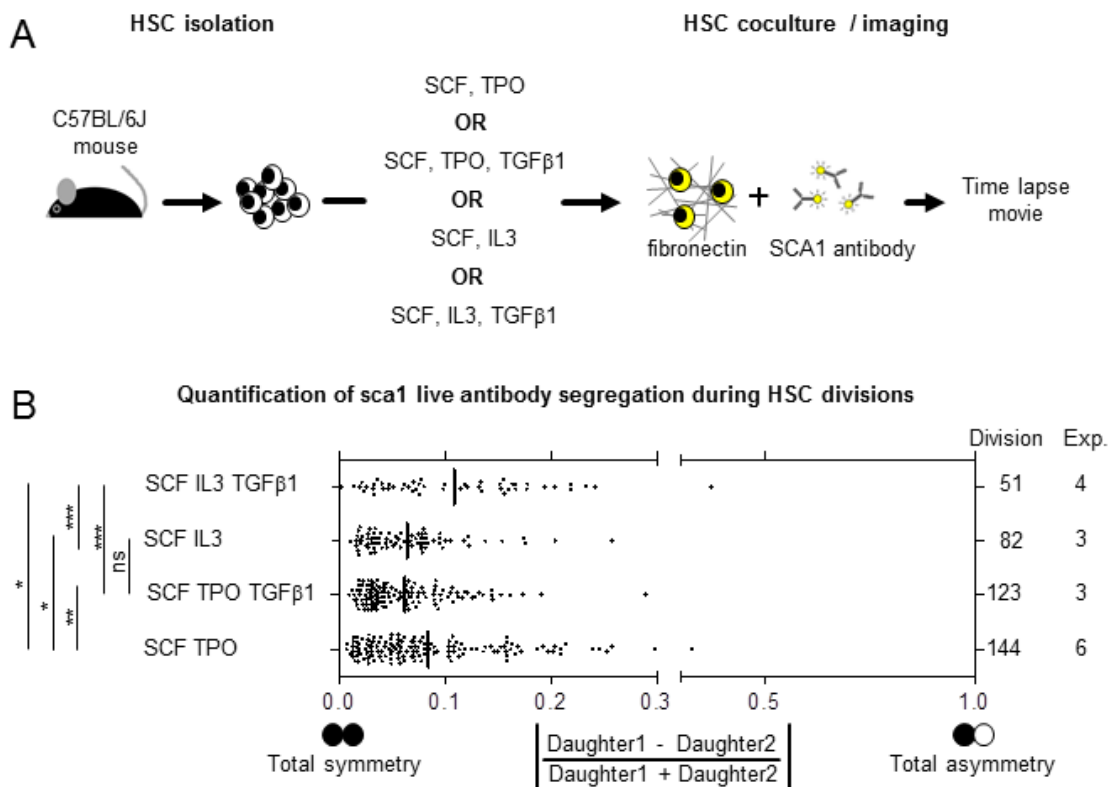 A
HSC isolation
HSC coculture / imaging
C57BL/6J
mouse
SCF, TPO
OR
SCF, TPO, TGFβ1
OR
SCF, IL3
OR
SCF, IL3, TGFβ1
fibronectin
+
SCA1 antibody
Time lapse
movie
B
Quantification of sca1 live antibody segregation during HSC divisions
Division Exp.
SCF IL3 TGFβ1 51 4
SCF IL3 82 3
SCF TPO TGFβ1 123 3
SCF TPO 144 6
*
*
***
**
***
ns
0.0 0.1 0.2 0.3 0.5 1.0
Total symmetry
Daughter1 - Daughter2
Daughter1 + Daughter2
Total asymmetry